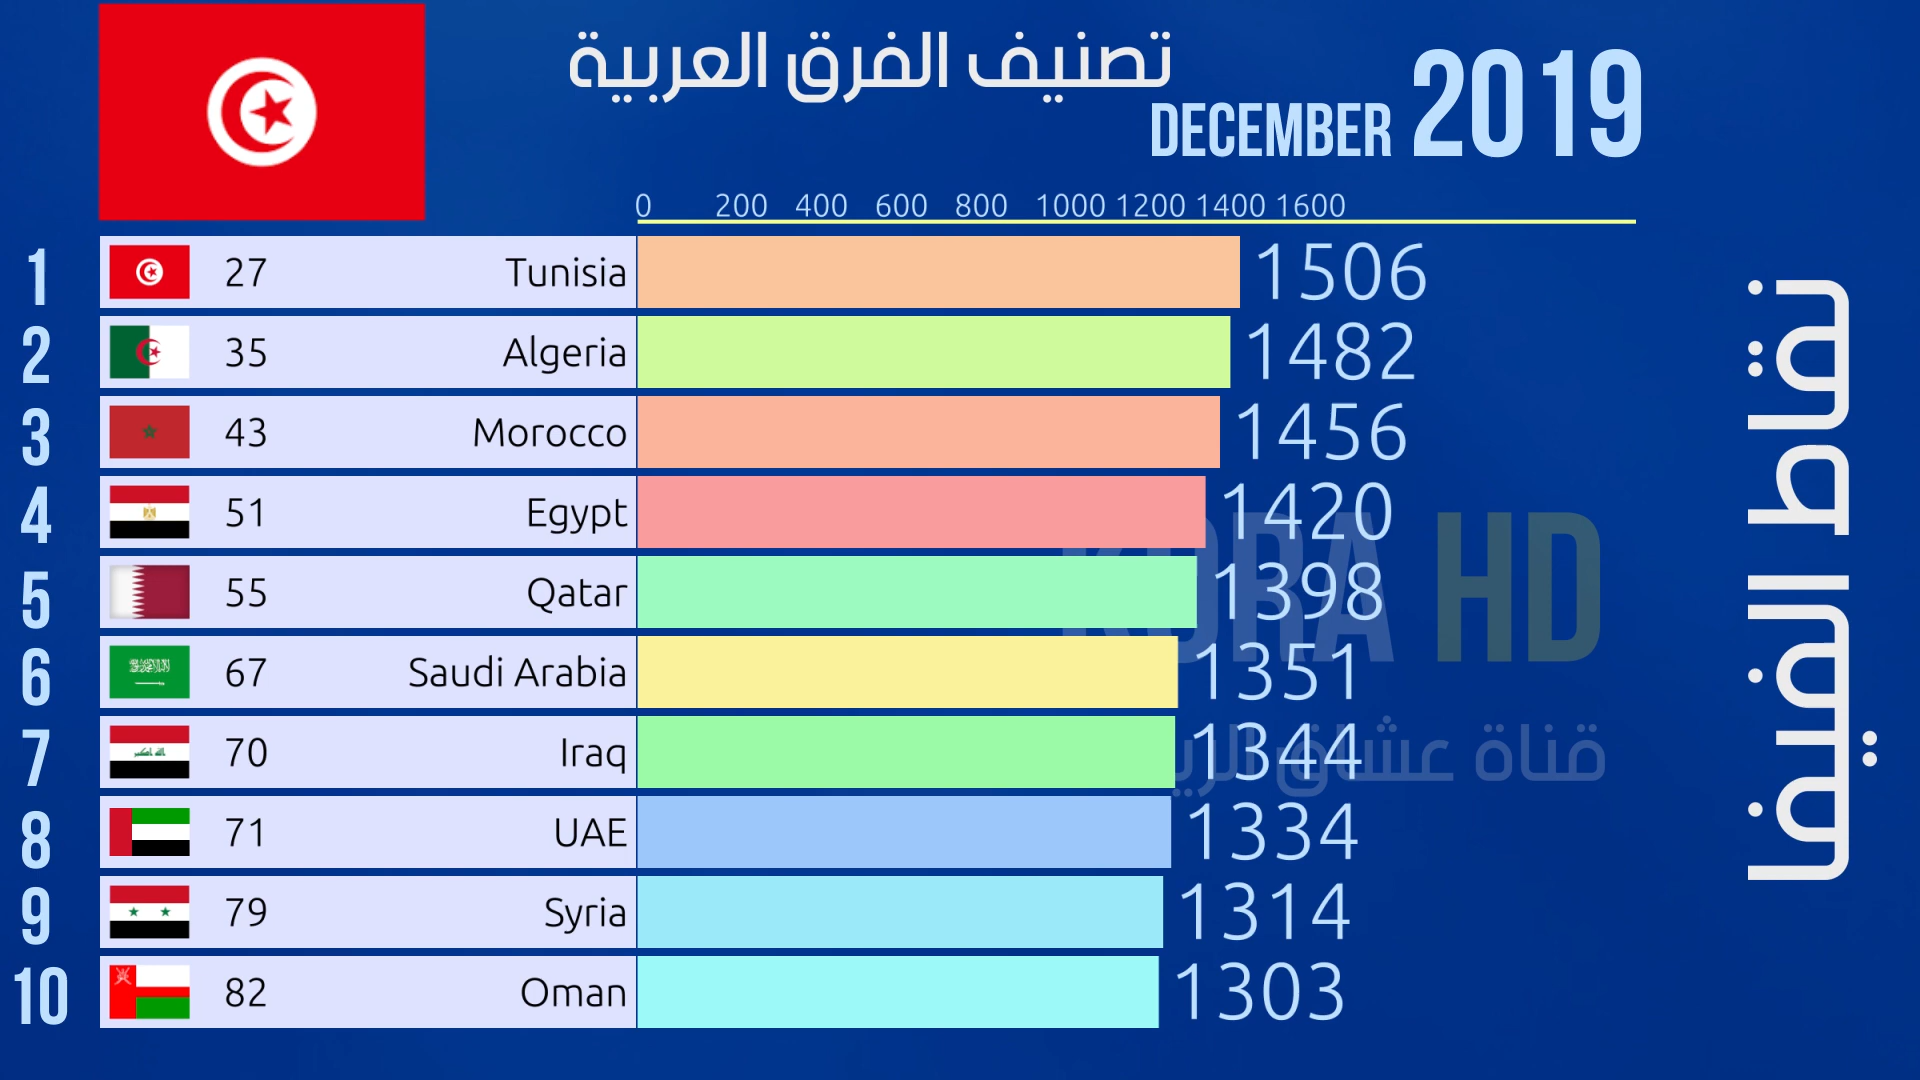 تصنيف الفرق العربية
DECEMBER 2019
0 200 400 600 800 1000 1200 1400 1600
1 27 Tunisia 1506
2 35 Algeria 1482
3 43 Morocco 1456
4 51 Egypt 1420
5 55 Qatar 1398
6 67 Saudi Arabia 1351
7 70 Iraq 1344
8 71 UAE 1334
9 79 Syria 1314
10 82 Oman 1303
نقاط الفيفا
KORA HD
قناة عشاق